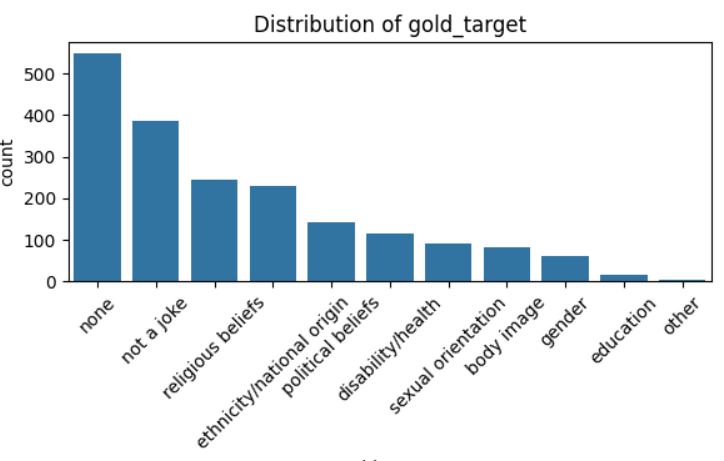 Distribution of gold_target
count
500
400
300
200
100
0
none
not a joke
religious beliefs
ethnicity/national origin
political beliefs
disability/health
sexual orientation
body image
gender
education
other